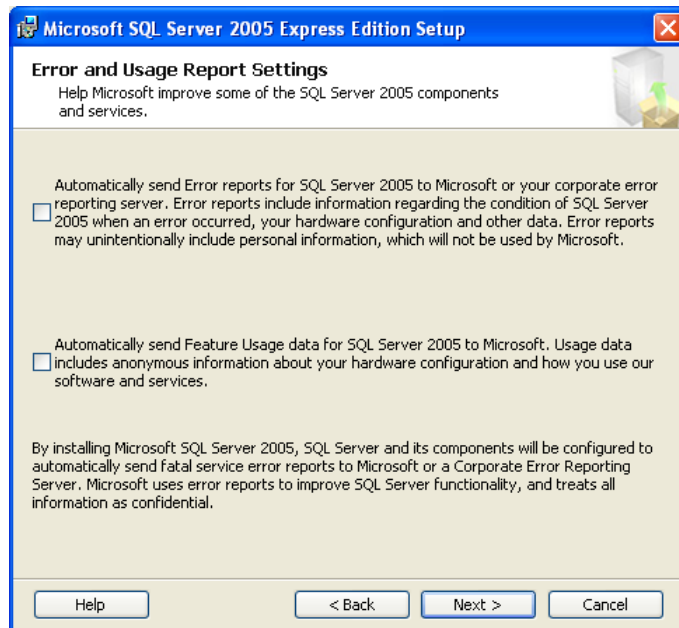 Microsoft SQL Server 2005 Express Edition Setup
Error and Usage Report Settings
Help Microsoft improve some of the SQL Server 2005 components
and services.
Automatically send Error reports for SQL Server 2005 to Microsoft or your corporate error
reporting server. Error reports include information regarding the condition of SQL Server
2005 when an error occurred, your hardware configuration and other data. Error reports
may unintentionally include personal information, which will not be used by Microsoft.
Automatically send Feature Usage data for SQL Server 2005 to Microsoft. Usage data
includes anonymous information about your hardware configuration and how you use our
software and services.
By installing Microsoft SQL Server 2005, SQL Server and its components will be configured to
automatically send fatal service error reports to Microsoft or a Corporate Error Reporting
Server. Microsoft uses error reports to improve SQL Server functionality, and treats all
information as confidential.
Help
< Back
Next >
Cancel